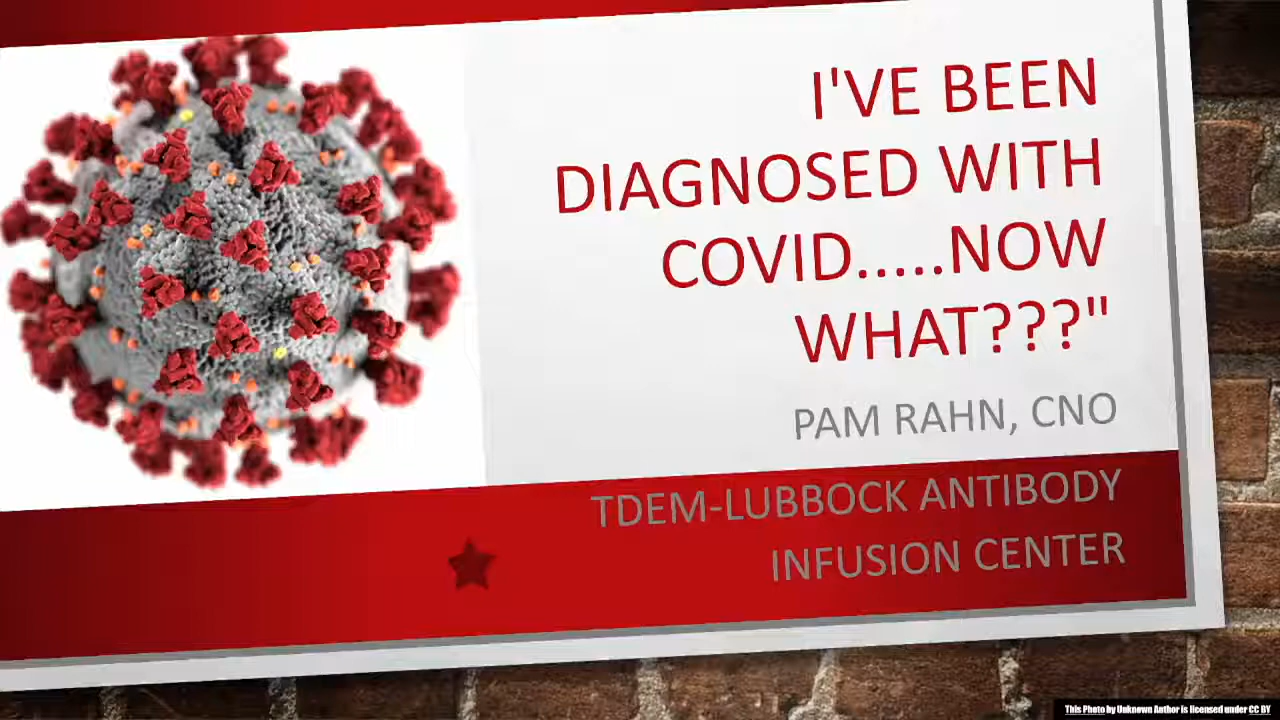 I'VE BEEN
DIAGNOSED WITH
COVID.....NOW
WHAT???"
PAM RAHN, CNO
TDEM-LUBBOCK ANTIBODY
INFUSION CENTER
This Photo by Unknown Author is licensed under CC BY